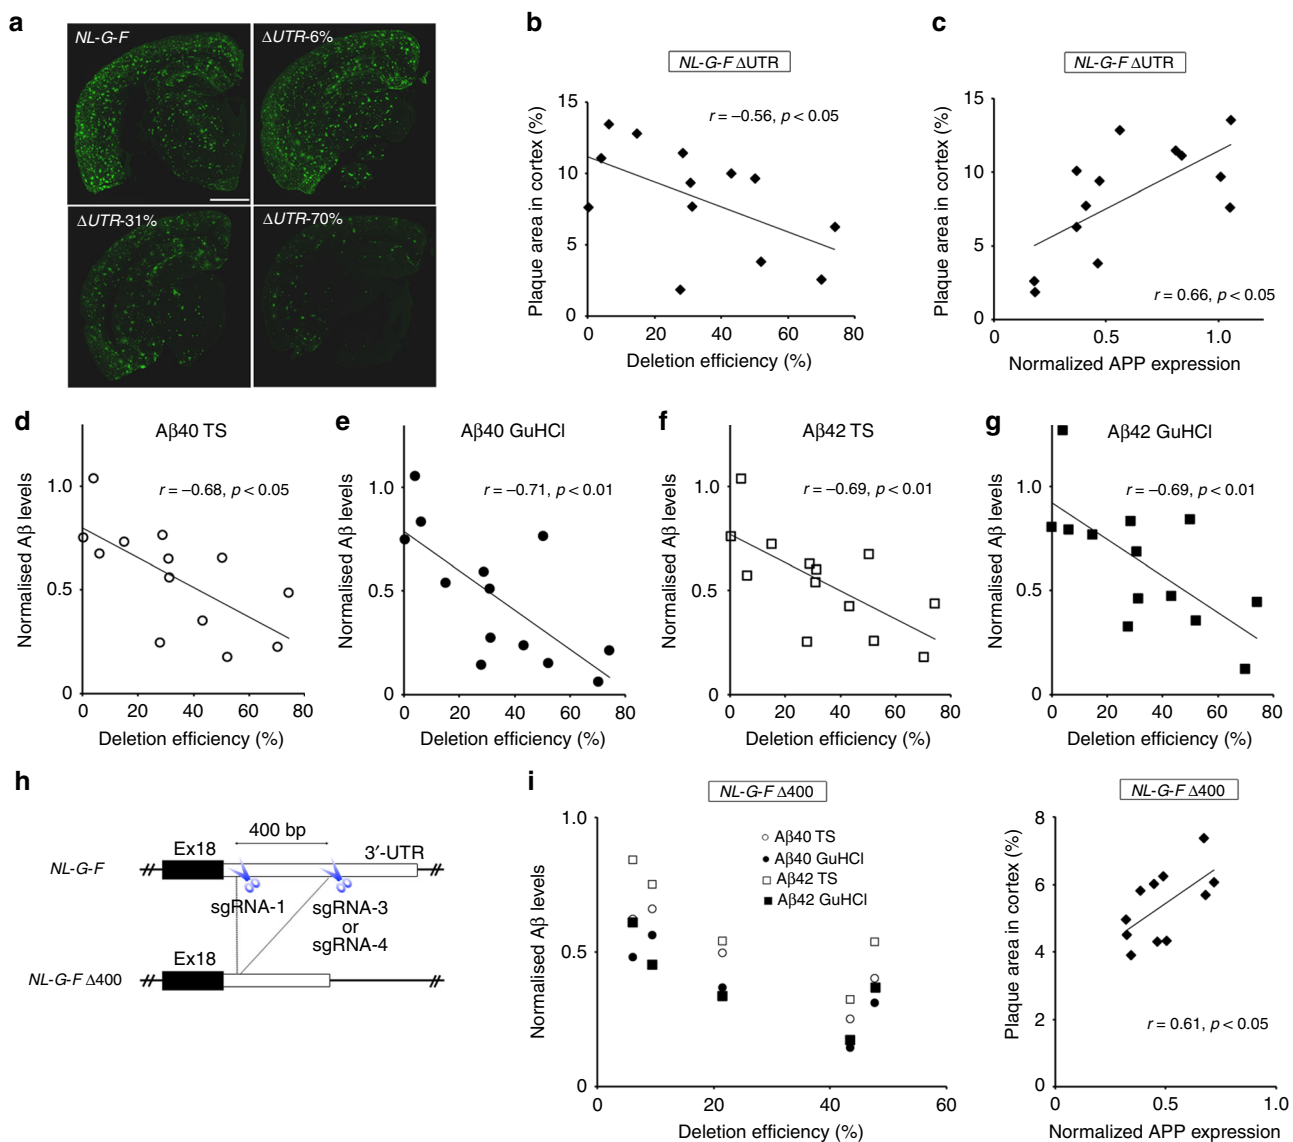 a
NL-G-F
ΔUTR-6%
ΔUTR-31%
ΔUTR-70%
b
NL-G-F ΔUTR
r = –0.56, p < 0.05
Plaque area in cortex (%)
15
10
5
0
0 20 40 60 80
Deletion efficiency (%)
c
NL-G-F ΔUTR
Plaque area in cortex (%)
15
10
5
0
r = 0.66, p < 0.05
0 0.5 1.0
Normalized APP expression
d
Aβ40 TS
r = –0.68, p < 0.05
Normalised Aβ levels
1.0
0.5
0
0 20 40 60 80
Deletion efficiency (%)
e
Aβ40 GuHCl
r = –0.71, p < 0.01
Normalised Aβ levels
1.0
0.5
0
0 20 40 60 80
Deletion efficiency (%)
f
Aβ42 TS
r = –0.69, p < 0.01
Normalised Aβ levels
1.0
0.5
0
0 20 40 60 80
Deletion efficiency (%)
g
Aβ42 GuHCl
r = –0.69, p < 0.01
Normalised Aβ levels
1.0
0.5
0
0 20 40 60 80
Deletion efficiency (%)
h
400 bp
Ex18
3′-UTR
NL-G-F
sgRNA-1
sgRNA-3
or
sgRNA-4
Ex18
NL-G-F Δ400
i
NL-G-F Δ400
Aβ40 TS
Aβ40 GuHCl
Aβ42 TS
Aβ42 GuHCl
Normalised Aβ levels
1.0
0.5
0
0 20 40 60
Deletion efficiency (%)
NL-G-F Δ400
Plaque area in cortex (%)
8
6
4
2
0
r = 0.61, p < 0.05
0 0.5 1.0
Normalized APP expression